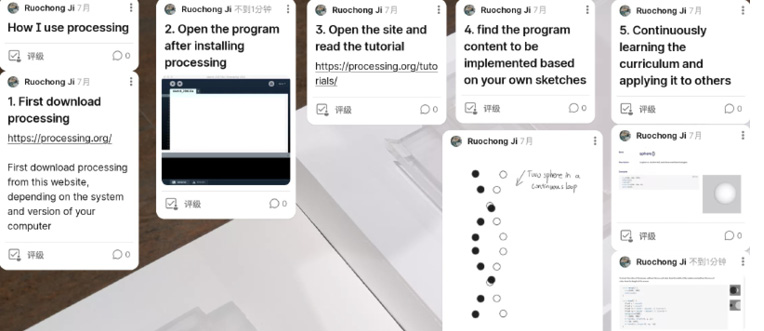 Ruochong Ji 7月
How I use processing
评级 0
Ruochong Ji 7月
1. First download
processing
https://processing.org/
First download processing
from this website,
depending on the system
and version of your
computer
评级 0
Ruochong Ji 不到1分钟
2. Open the program
after installing
processing
评级 0
Ruochong Ji 7月
3. Open the site and
read the tutorial
https://processing.org/tuto
rials/
评级 0
Ruochong Ji 7月
4. find the program
content to be
implemented based
on your own sketches
评级 0
Ruochong Ji 7月
Two sphere in a
continuous loop
Ruochong Ji 7月
5. Continuously
learning the
curriculum and
applying it to others
评级 0
Ruochong Ji 7月
评级 0
Ruochong Ji 不到1分钟